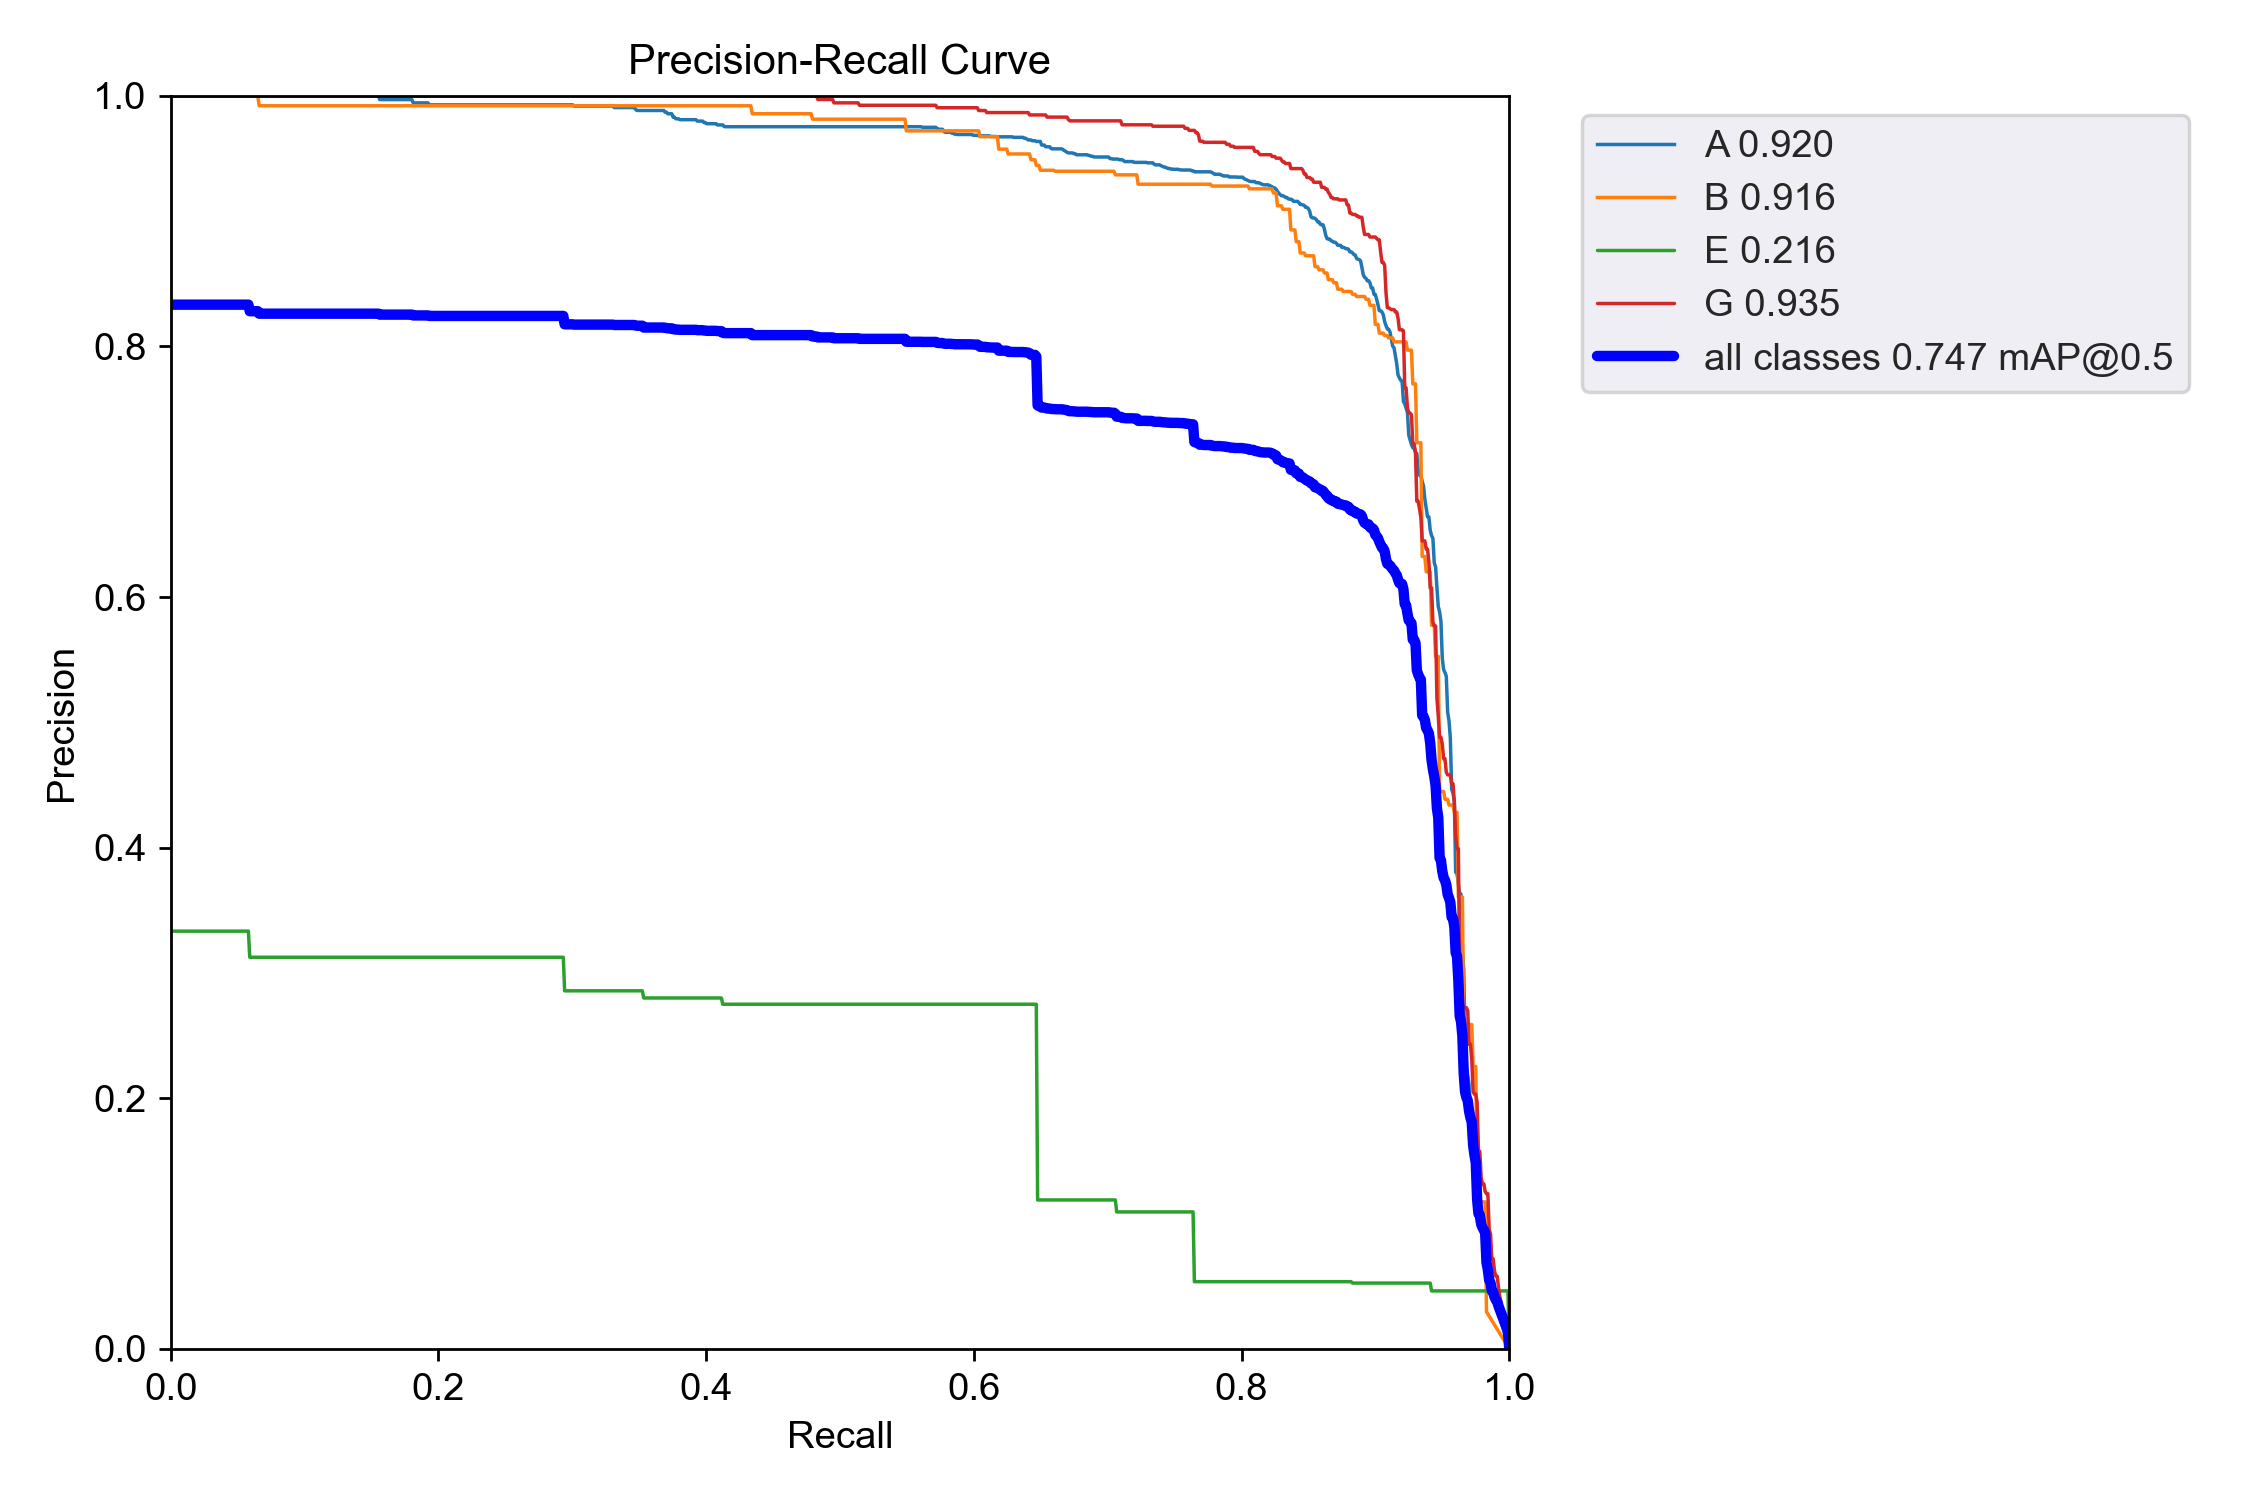 Precision-Recall Curve
1.0
0.8
0.6
0.4
0.2
0.0
Precision
0.0 0.2 0.4 0.6 0.8 1.0
Recall
A 0.920
B 0.916
E 0.216
G 0.935
all classes 0.747 mAP@0.5